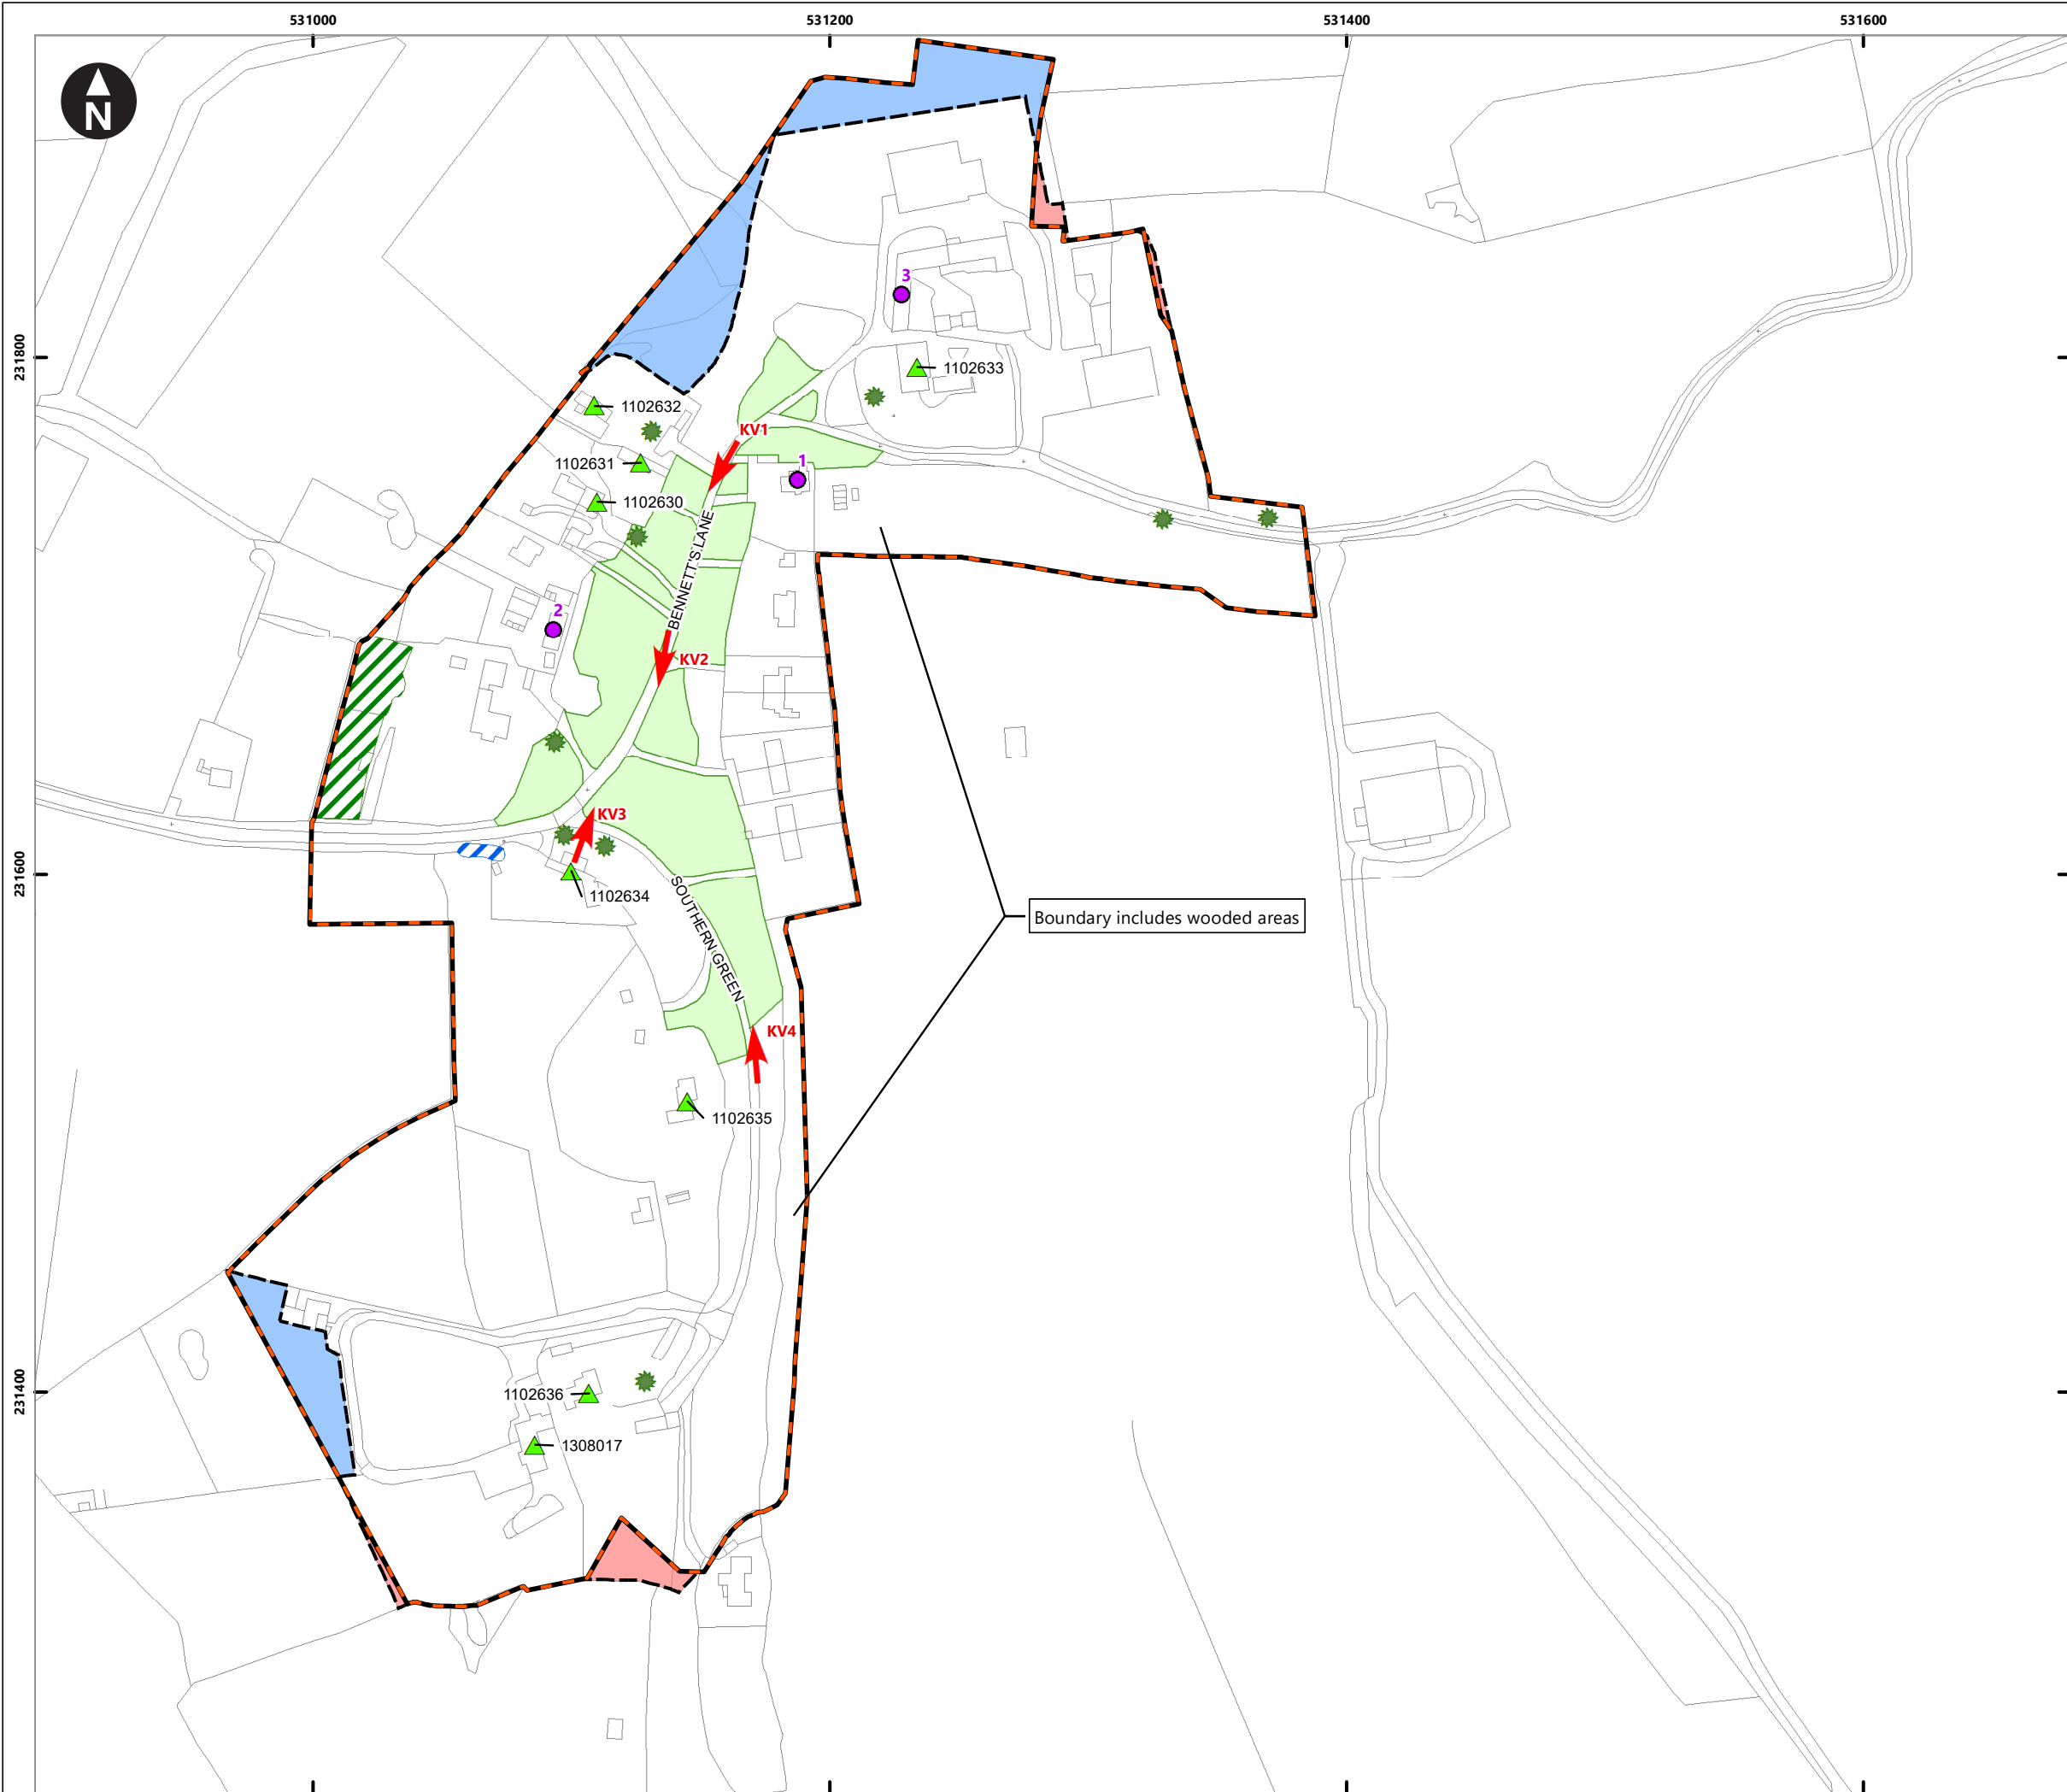 531000
531200
531400
531600
N
3
231800
1102633
1102632
KV1
1102631
1
1102630
BENNETTS LANE
2
KV2
KV3
231600
1102634
SOUTHERN GREEN
Boundary includes wooded areas
KV4
1102635
231400
1102636
1308017